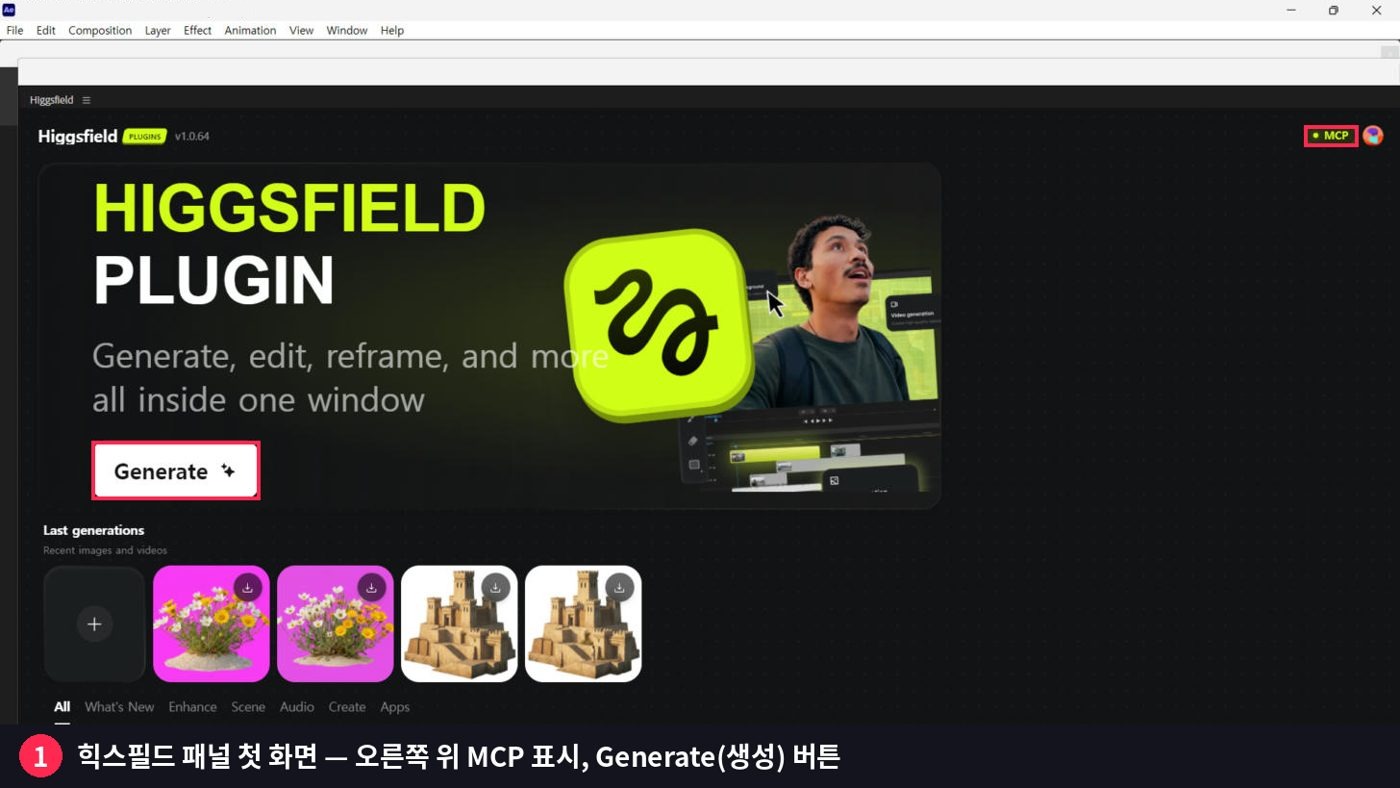 Ae
File Edit Composition Layer Effect Animation View Window Help
Higgsfield
Higgsfield PLUGINS v1.0.64
MCP
HIGGSFIELD
PLUGIN
Generate, edit, reframe, and more
all inside one window
Video generation
Generate
Last generations
Recent images and videos
All What's New Enhance Scene Audio Create Apps
1 힉스필드 패널 첫 화면 — 오른쪽 위 MCP 표시, Generate(생성) 버튼